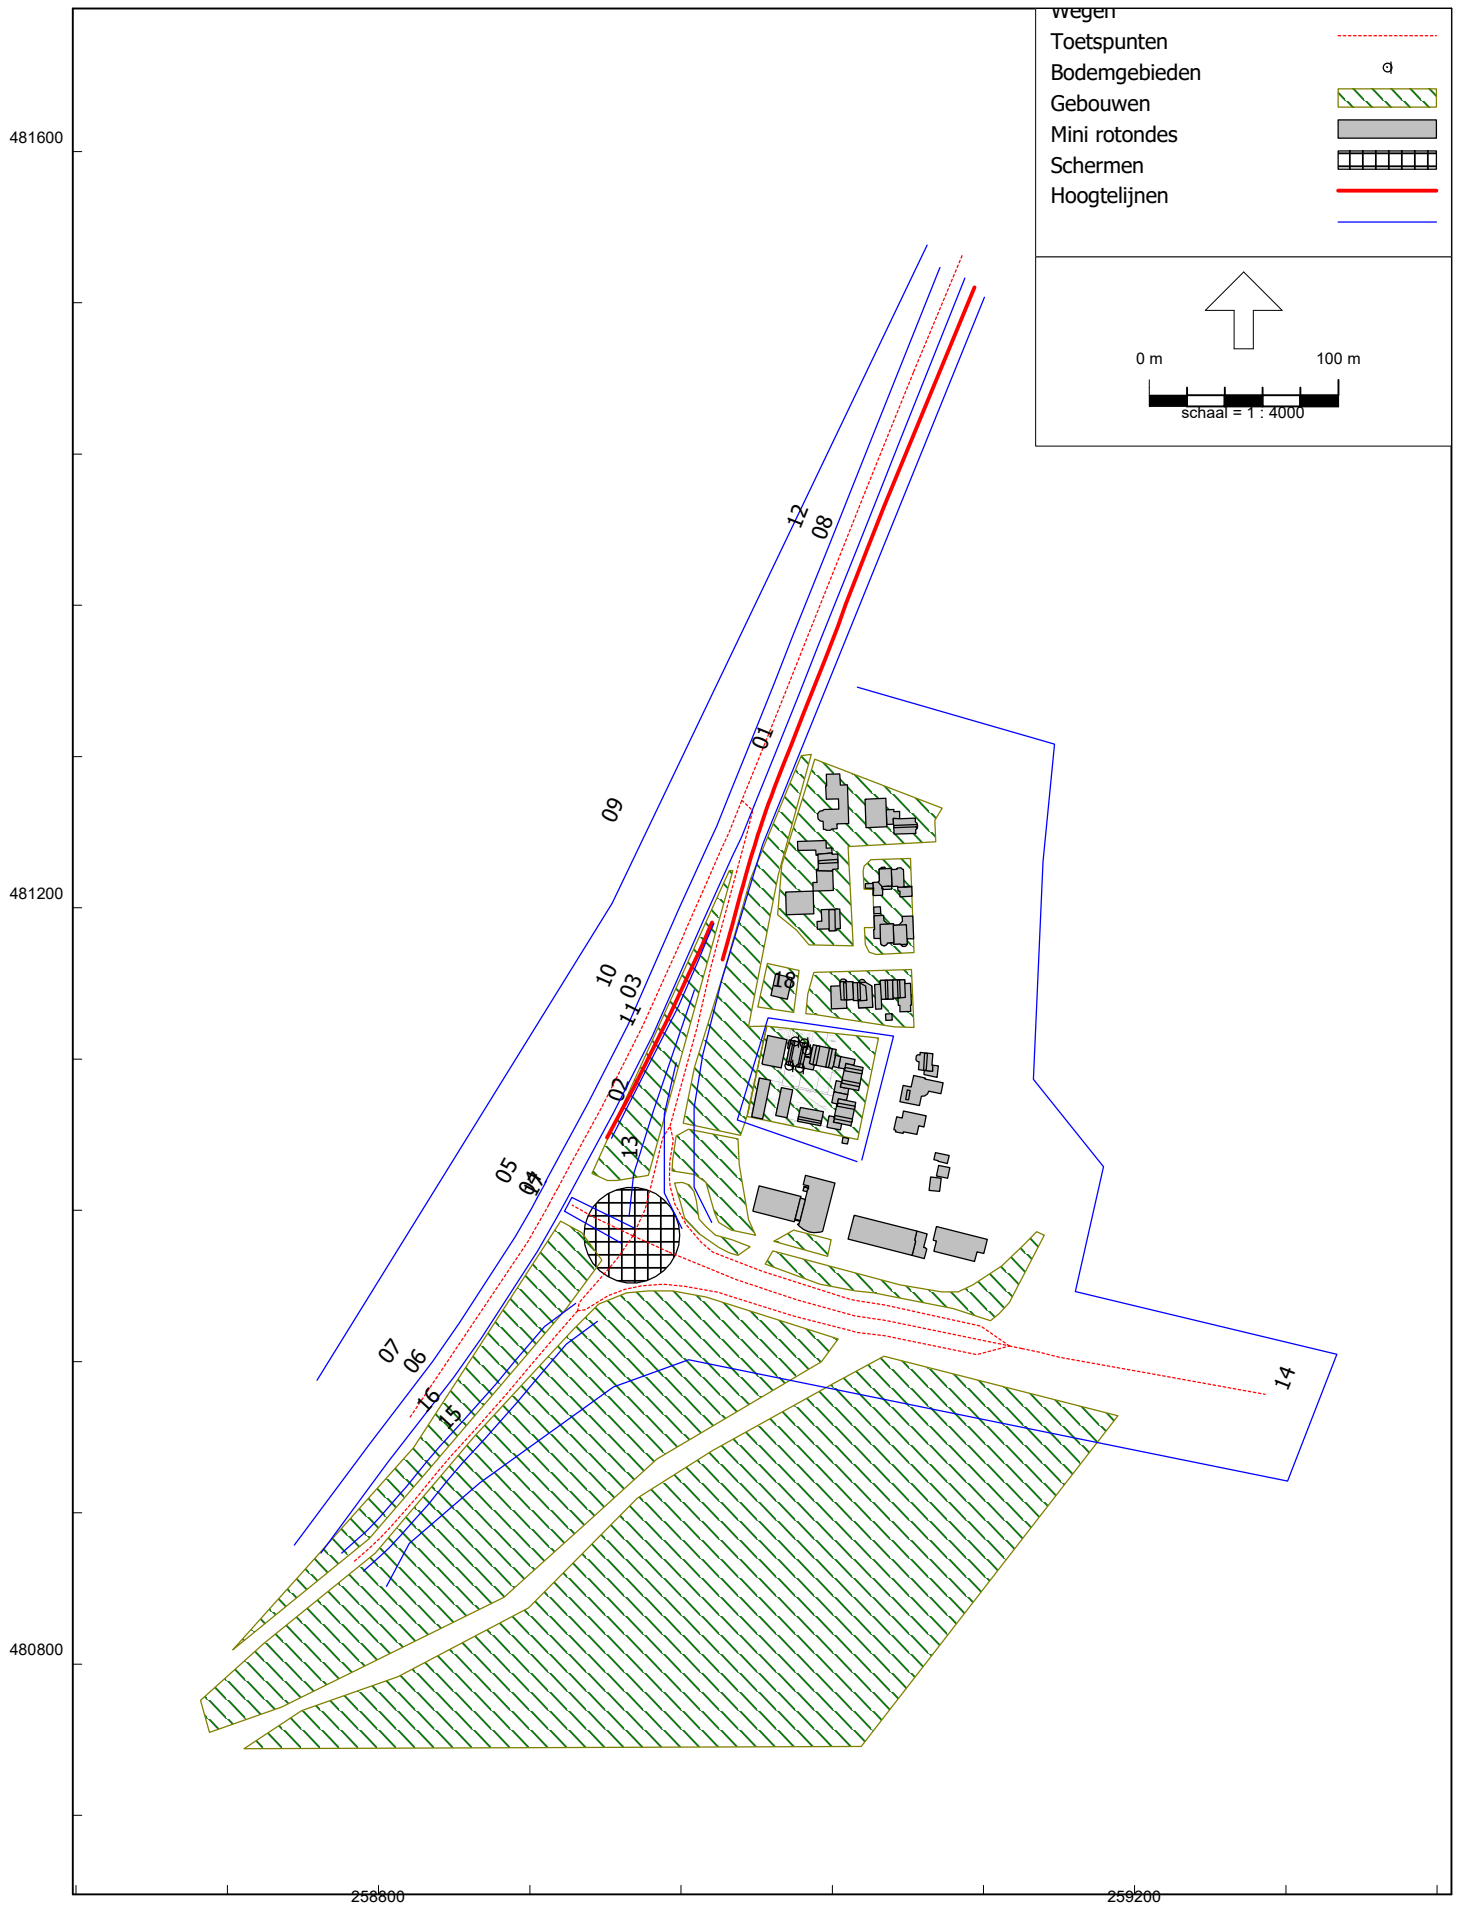 Wegen
Toetspunten
Bodemgebieden
Gebouwen
Mini rotondes
Schermen
Hoogtelijnen
0 m 100 m
schaal = 1 : 4000
481600
12
08
01
09
481200
10
03
11
18
02
13
05
04
17
07
06
14
16
15
480800
258800 259200